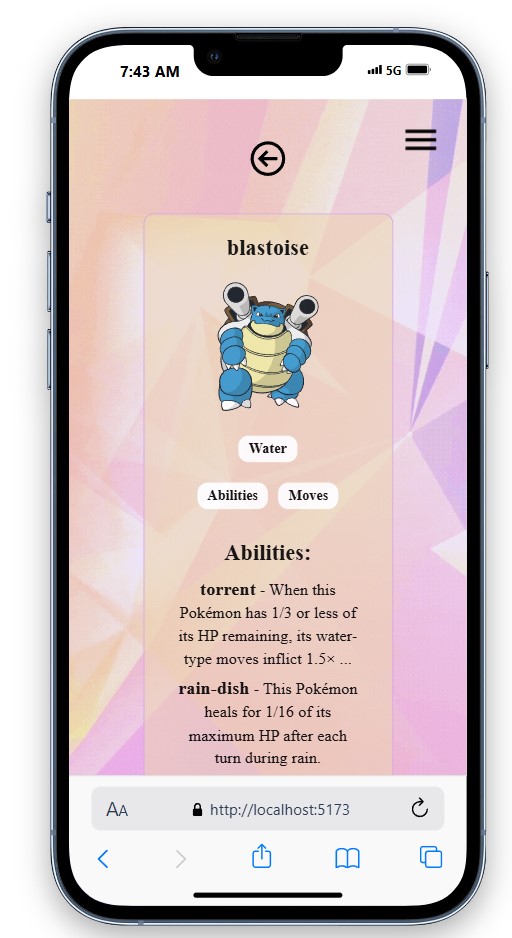 7:43 AM
5G
blastoise
Water
Abilities Moves
Abilities:
torrent - When this
Pokémon has 1/3 or less of
its HP remaining, its water-
type moves inflict 1.5× ...
rain-dish - This Pokémon
heals for 1/16 of its
maximum HP after each
turn during rain.
AA http://localhost:5173